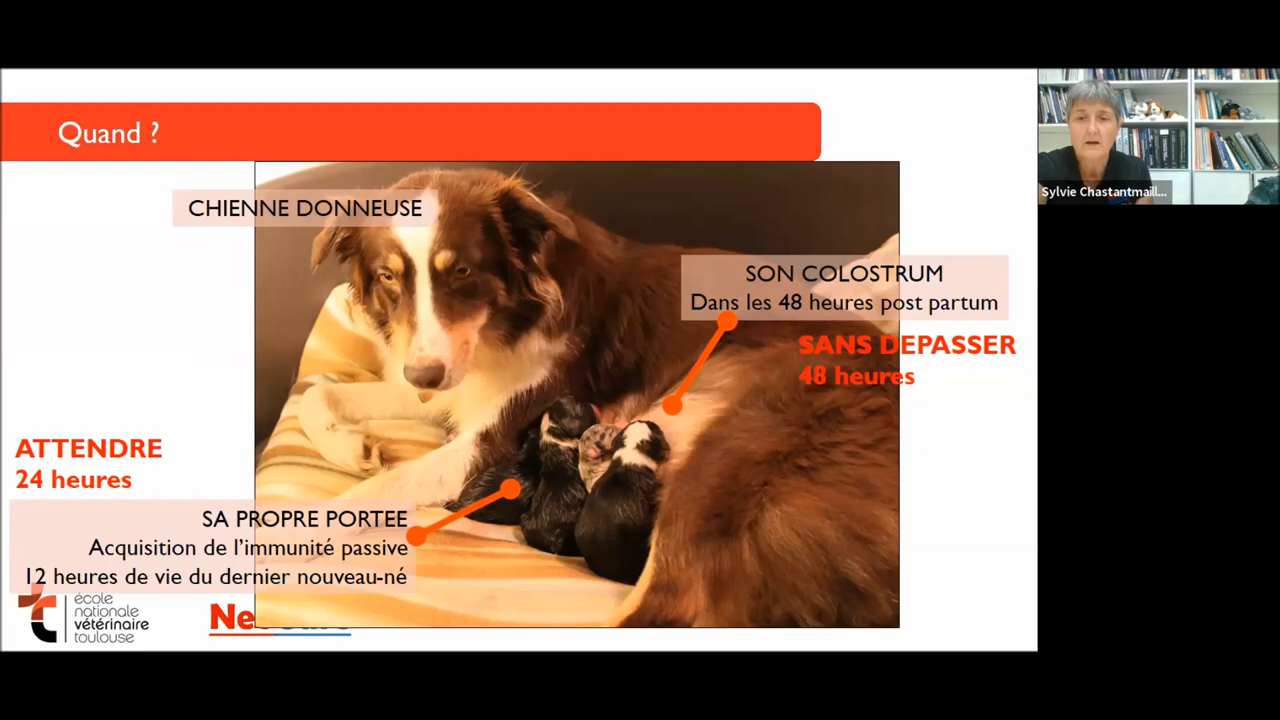 Quand ?
CHIENNE DONNEUSE
SON COLOSTRUM
Dans les 48 heures post partum
SANS DEPASSER
48 heures
ATTENDRE
24 heures
SA PROPRE PORTEE
Acquisition de l'immunité passive
12 heures de vie du dernier nouveau-né
école
nationale
vétérinaire
toulouse
Sylvie Chastantmaill...